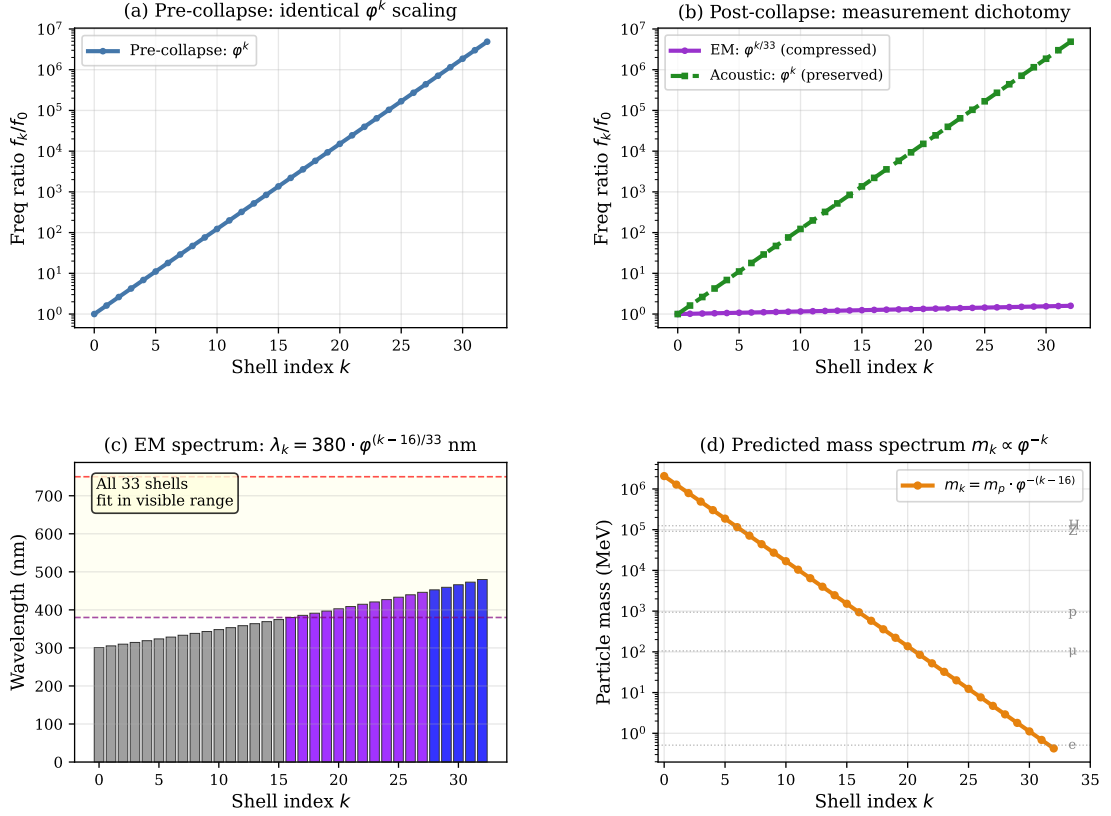 (a) Pre-collapse: identical φ^k scaling
Freq ratio f_k/f_0
10^7
10^6
10^5
10^4
10^3
10^2
10^1
10^0
Pre-collapse: φ^k
0 5 10 15 20 25 30
Shell index k
(b) Post-collapse: measurement dichotomy
Freq ratio f_k/f_0
10^7
10^6
10^5
10^4
10^3
10^2
10^1
10^0
EM: φ^{k/33} (compressed)
Acoustic: φ^k (preserved)
0 5 10 15 20 25 30
Shell index k
(c) EM spectrum: λ_k = 380 · φ^{(k−16)/33} nm
Wavelength (nm)
700
600
500
400
300
200
100
0
All 33 shells
fit in visible range
0 5 10 15 20 25 30
Shell index k
(d) Predicted mass spectrum m_k ∝ φ^{−k}
Particle mass (MeV)
10^6
10^5
10^4
10^3
10^2
10^1
10^0
m_k = m_p · φ^{−(k−16)}
H
Z
p
μ
e
0 5 10 15 20 25 30 35
Shell index k